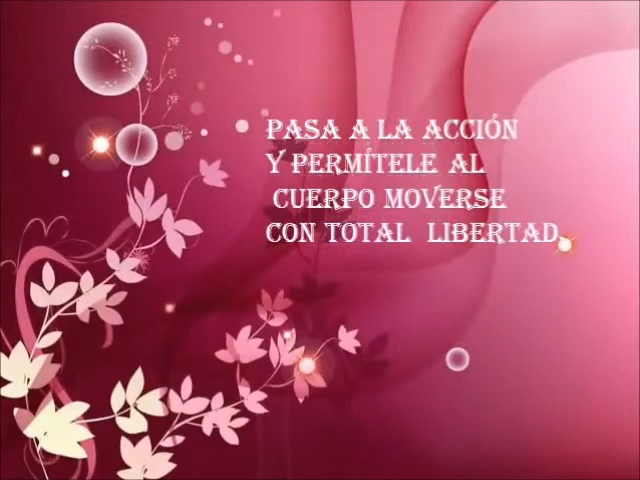 PASA A LA ACCIÓN
Y PERMÍTELE AL
CUERPO MOVERSE
CON TOTAL LIBERTAD.